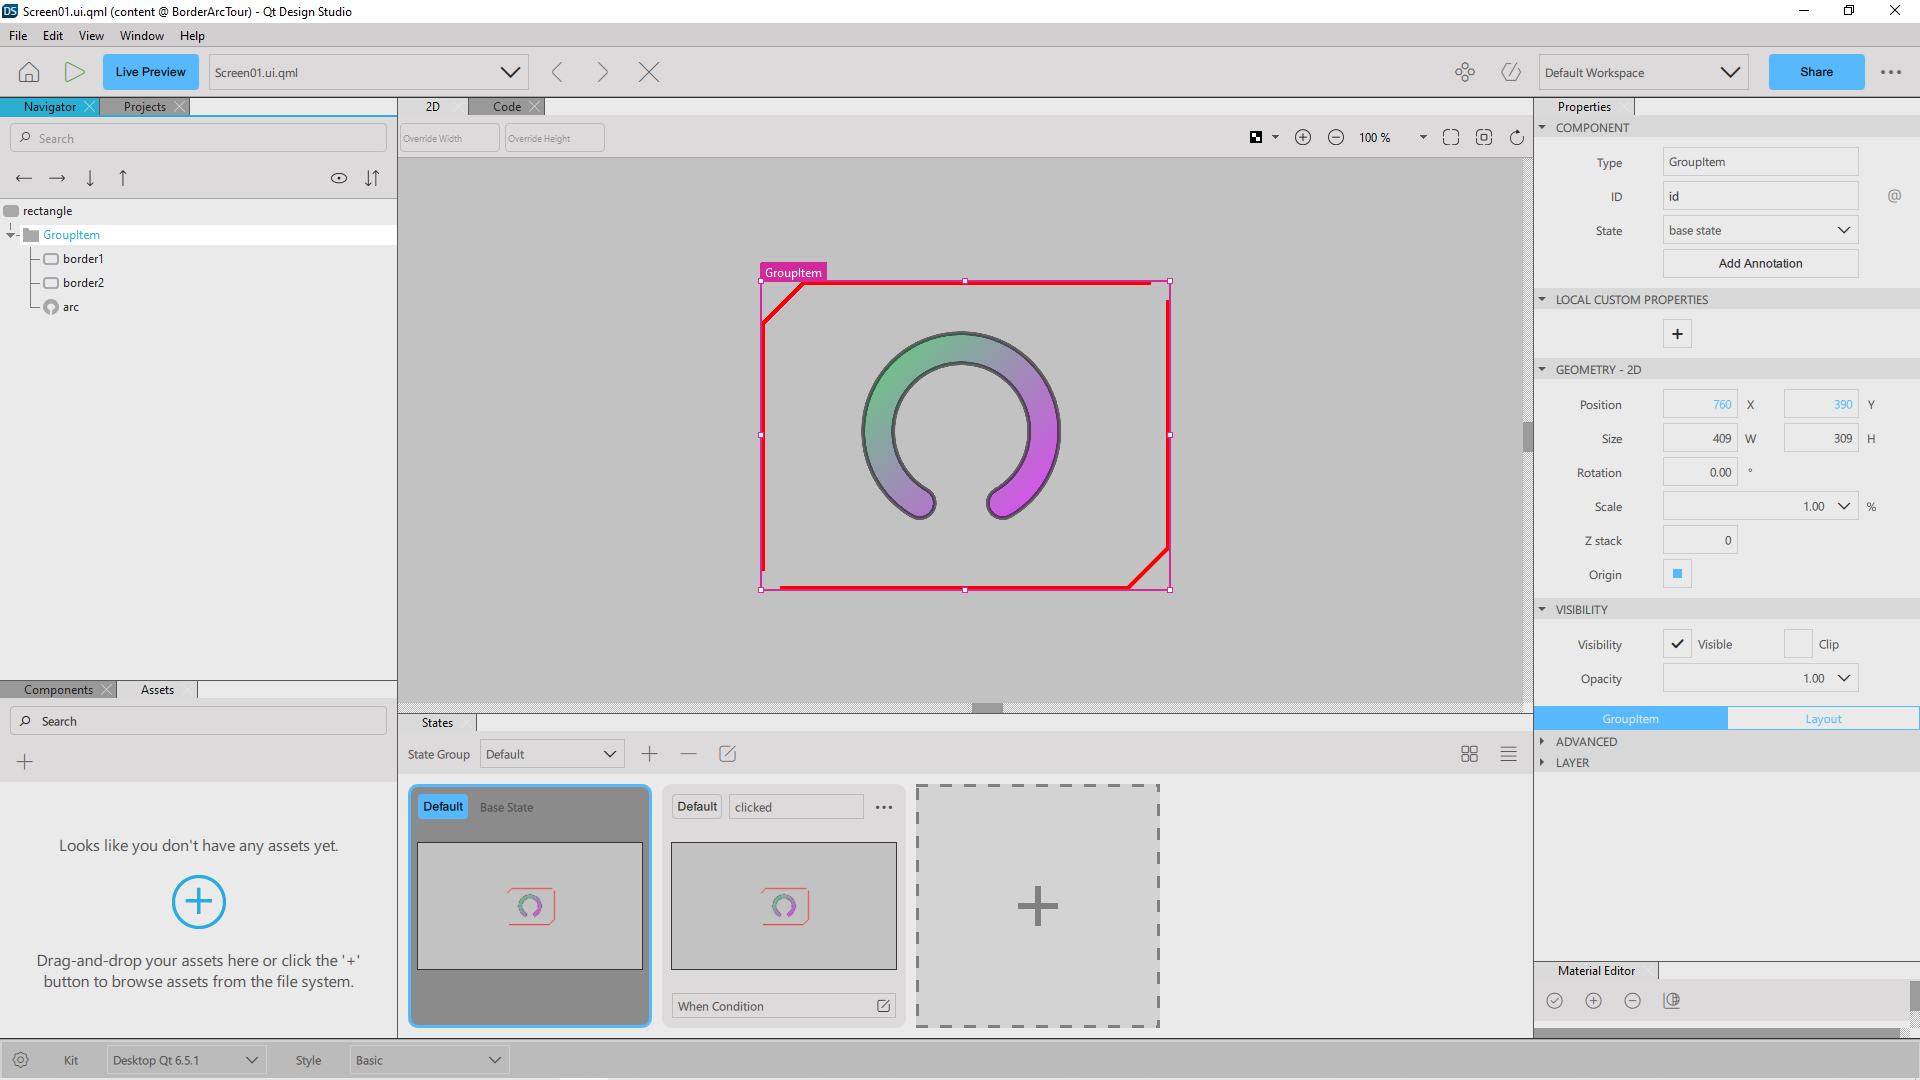 DS Screen01.ui.qml (content @ BorderArcTour) - Qt Design Studio
File Edit View Window Help
Live Preview Screen01.ui.qml Default Workspace Share
Navigator Projects 2D Code Properties
Search
Override Width Override Height 100 %
rectangle
GroupItem
border1
border2
arc
GroupItem
COMPONENT
Type GroupItem
ID id @
State base state
Add Annotation
LOCAL CUSTOM PROPERTIES
GEOMETRY - 2D
Position 760 X 390 Y
Size 409 W 309 H
Rotation 0.00 °
Scale 1.00 %
Z stack 0
Origin
VISIBILITY
Visibility Visible Clip
Opacity 1.00
GroupItem Layout
ADVANCED
LAYER
Components Assets
Search
Looks like you don't have any assets yet.
Drag-and-drop your assets here or click the '+'
button to browse assets from the file system.
States
State Group Default
Default Base State
Default clicked
When Condition
Material Editor
Kit Desktop Qt 6.5.1 Style Basic